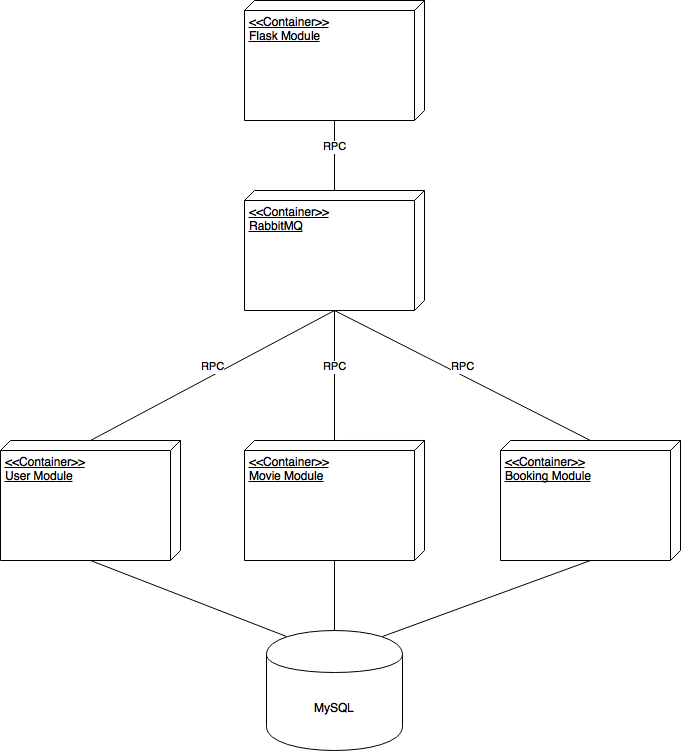 <<Container>>
Flask Module
RPC
<<Container>>
RabbitMQ
RPC
RPC
RPC
<<Container>>
User Module
<<Container>>
Movie Module
<<Container>>
Booking Module
MySQL